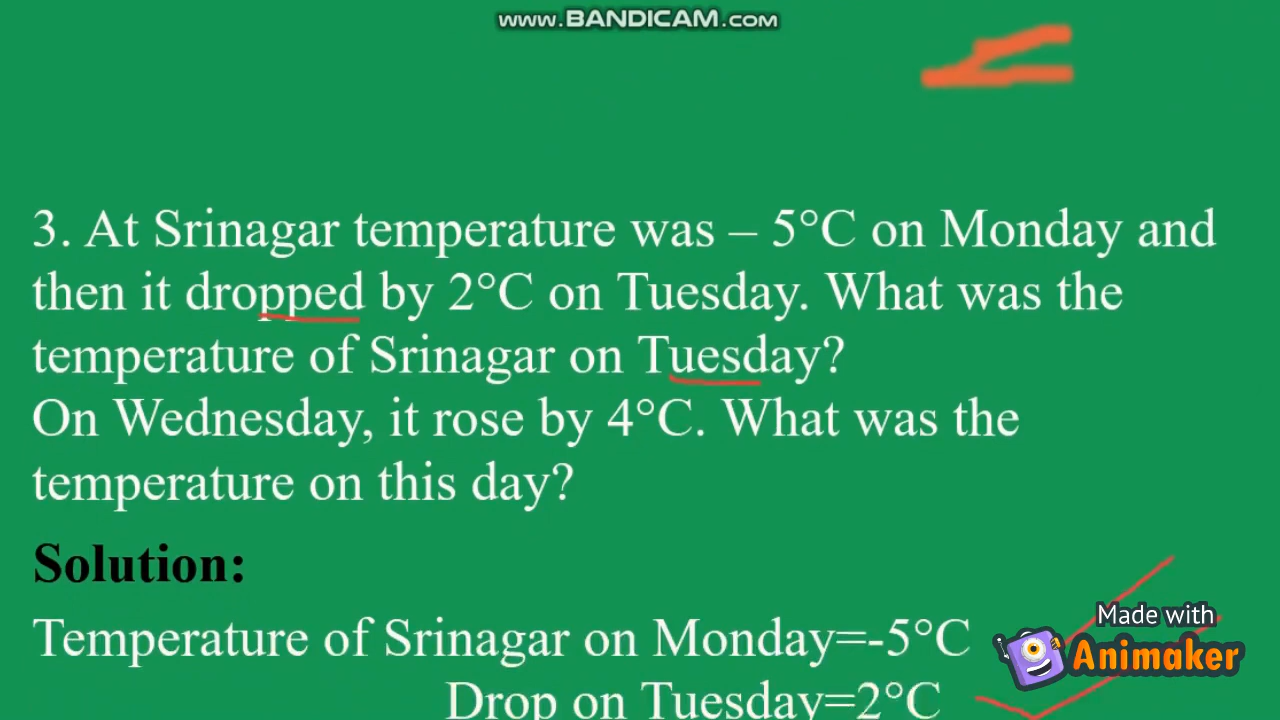 www.BANDICAM.com
3. At Srinagar temperature was – 5°C on Monday and
then it dropped by 2°C on Tuesday. What was the
temperature of Srinagar on Tuesday?
On Wednesday, it rose by 4°C. What was the
temperature on this day?
Solution:
Temperature of Srinagar on Monday=-5°C
Made with
Animaker
Drop on Tuesday=2°C